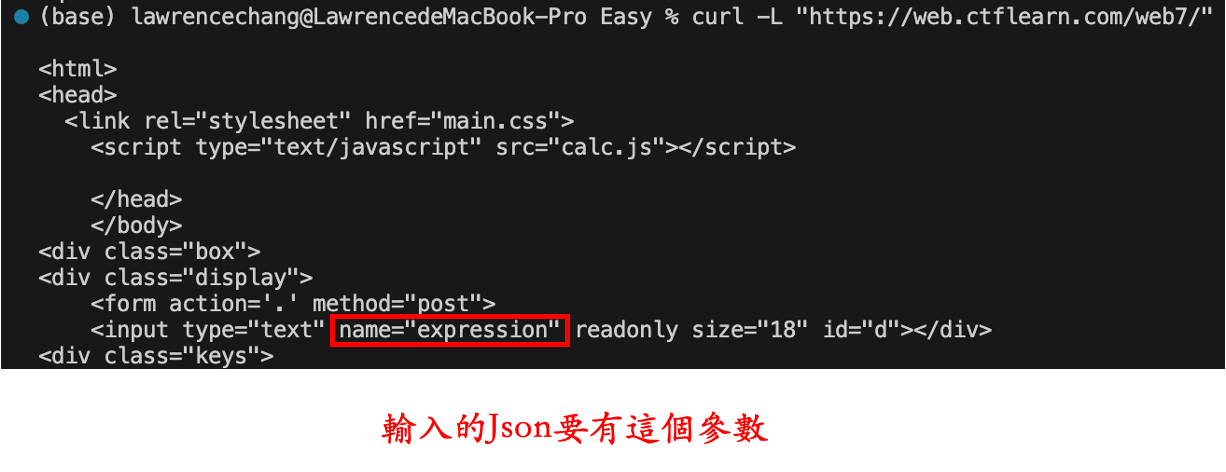 (base) lawrencechang@LawrencedeMacBook-Pro Easy % curl -L "https://web.ctflearn.com/web7/"
<html>
<head>
<link rel="stylesheet" href="main.css">
<script type="text/javascript" src="calc.js"></script>
</head>
</body>
<div class="box">
<div class="display">
<form action='.' method="post">
<input type="text" name="expression" readonly size="18" id="d"></div>
<div class="keys">
輸入的Json要有這個參數